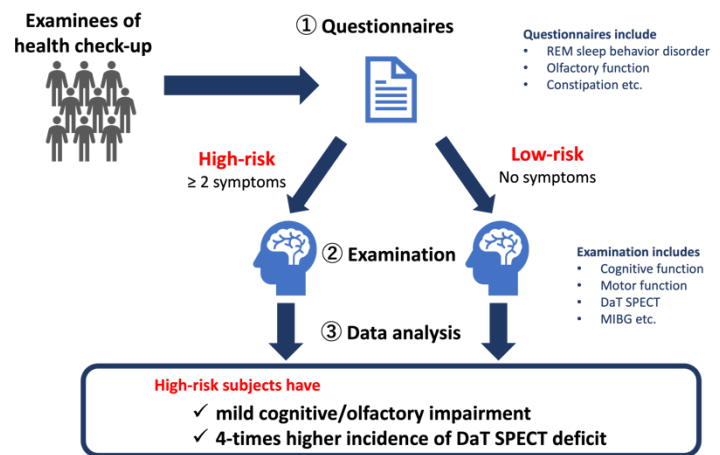 Examinees of
health check-up
① Questionnaires
Questionnaires include
• REM sleep behavior disorder
• Olfactory function
• Constipation etc.
High-risk
≥ 2 symptoms
Low-risk
No symptoms
② Examination
Examination includes
• Cognitive function
• Motor function
• DaT SPECT
• MIBG etc.
③ Data analysis
High-risk subjects have
✓ mild cognitive/olfactory impairment
✓ 4-times higher incidence of DaT SPECT deficit